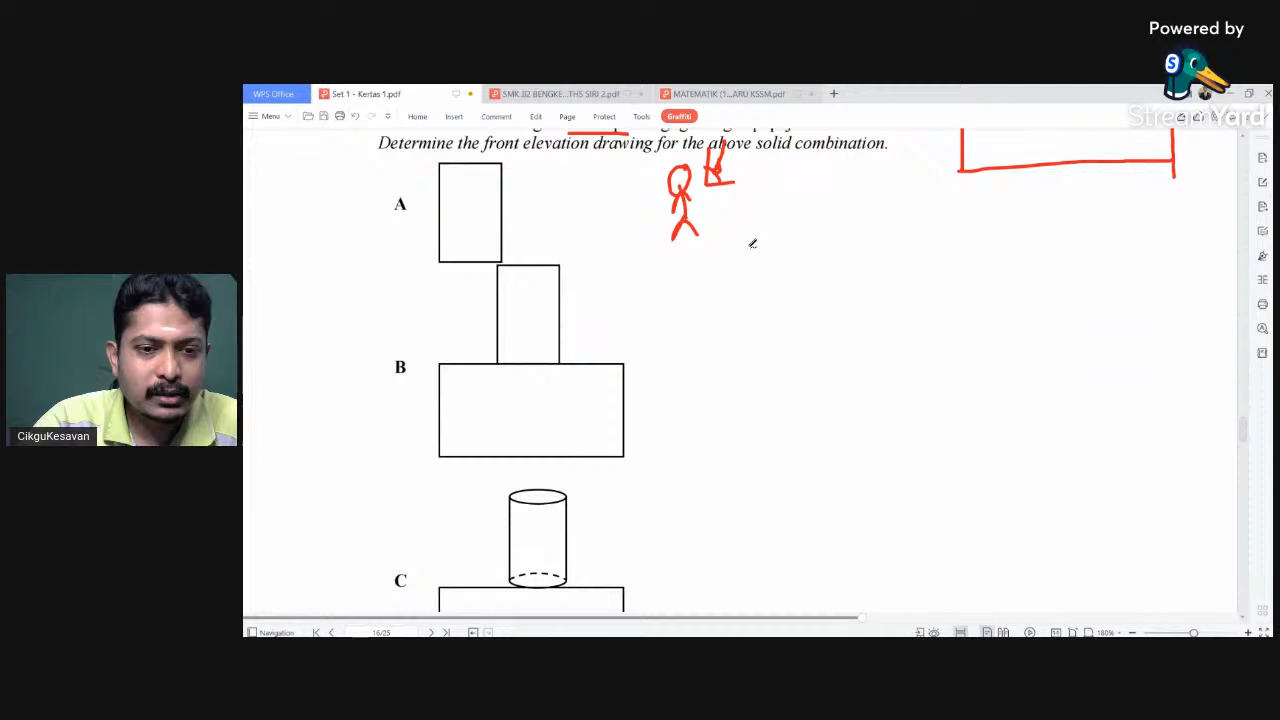 Powered by
StreamYard
WPS Office
Set 1 - Kertas 1.pdf
SMK JJ2 BENGKE...THS SIRI 2.pdf
MATEMATIK (1...ARU KSSM.pdf
Menu
Home
Insert
Comment
Edit
Page
Protect
Tools
Graffiti
Determine the front elevation drawing for the above solid combination.
A
B
C
CikguKesavan
Navigation
16/25
180%